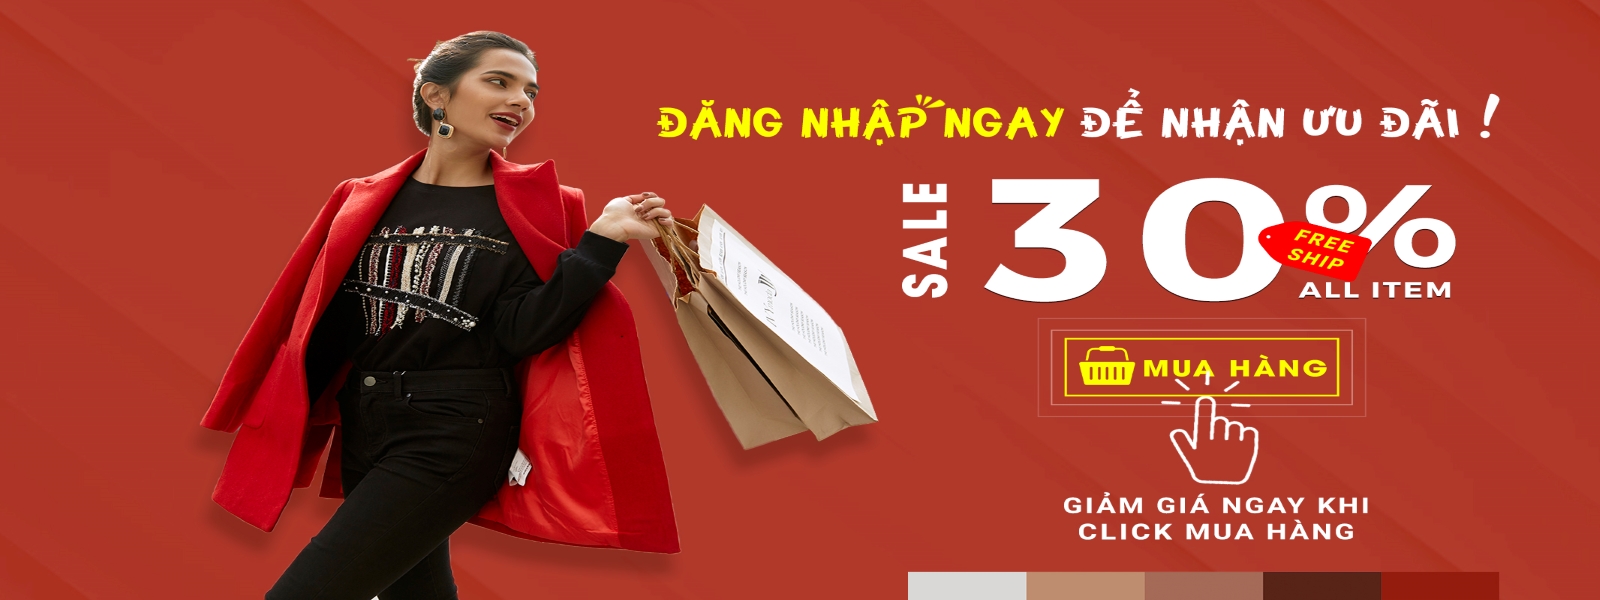 ĐĂNG NHẬP NGAY ĐỂ NHẬN ƯU ĐÃI !
SALE
30%
FREE
SHIP
ALL ITEM
MUA HÀNG
GIẢM GIÁ NGAY KHI
CLICK MUA HÀNG